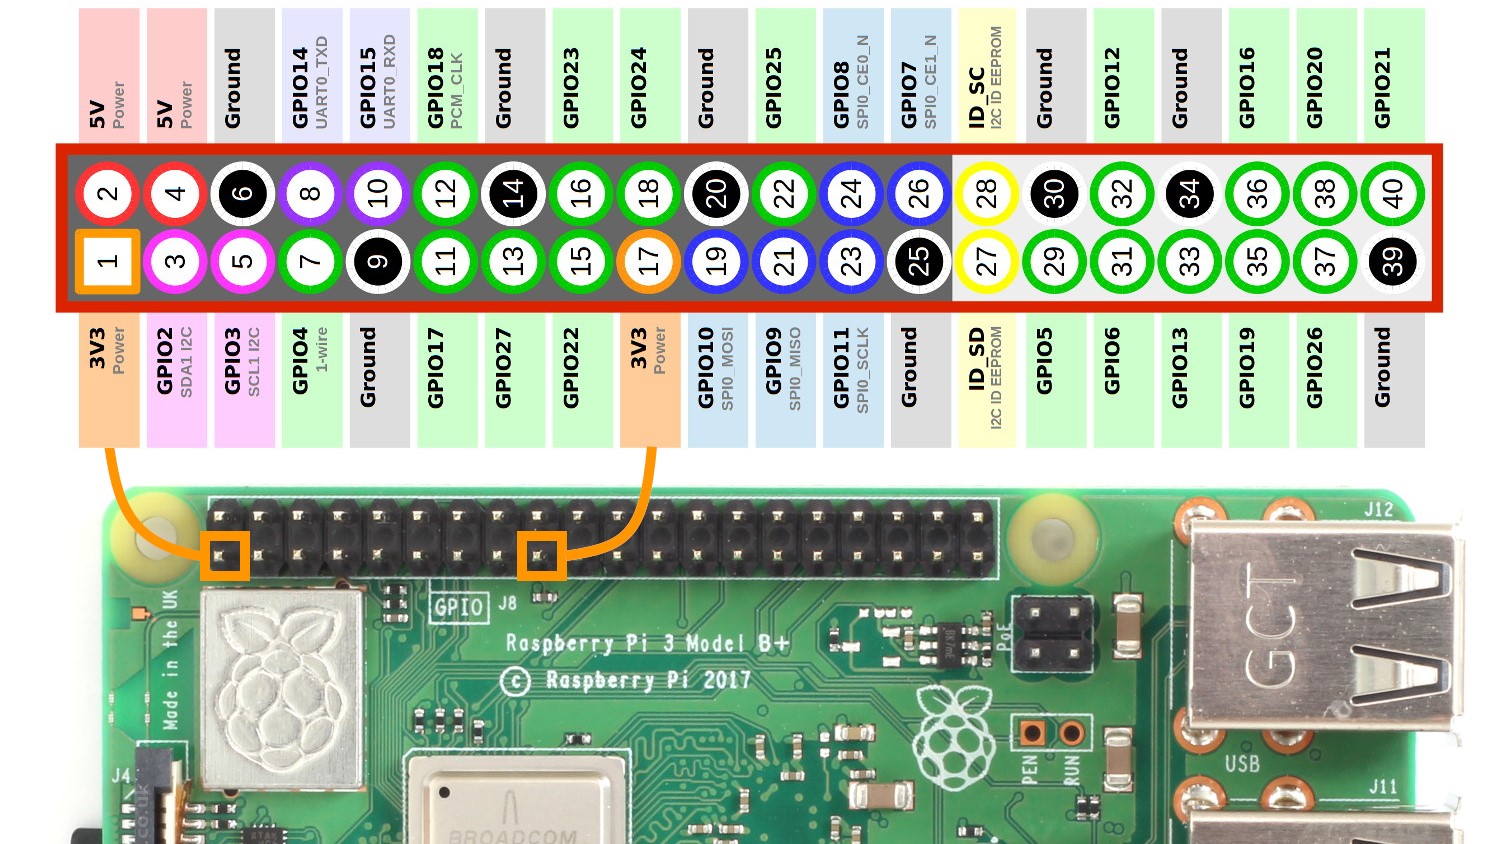 5V
Power
5V
Power
Ground
GPIO14
UART0_TXD
GPIO15
UART0_RXD
GPIO18
PCM_CLK
Ground
GPIO23
GPIO24
Ground
GPIO25
GPIO8
SPI0_CE0_N
GPIO7
SPI0_CE1_N
ID_SC
I2C ID EEPROM
Ground
GPIO12
Ground
GPIO16
GPIO20
GPIO21
2 4 6 8 10 12 14 16 18 20 22 24 26 28 30 32 34 36 38 40
1 3 5 7 9 11 13 15 17 19 21 23 25 27 29 31 33 35 37 39
3V3
Power
GPIO2
SDA1 I2C
GPIO3
SCL1 I2C
GPIO4
1-wire
Ground
GPIO17
GPIO27
GPIO22
3V3
Power
GPIO10
SPI0_MOSI
GPIO9
SPI0_MISO
GPIO11
SPI0_SCLK
Ground
ID_SD
I2C ID EEPROM
GPIO5
GPIO6
GPIO13
GPIO19
GPIO26
Ground
J12
GPIO J8
Made in the UK
Raspberry Pi 3 Model B+
© Raspberry Pi 2017
PoE
GCT
PEN
RUN
USB
J4
J11
BROADCOM
.co.uk